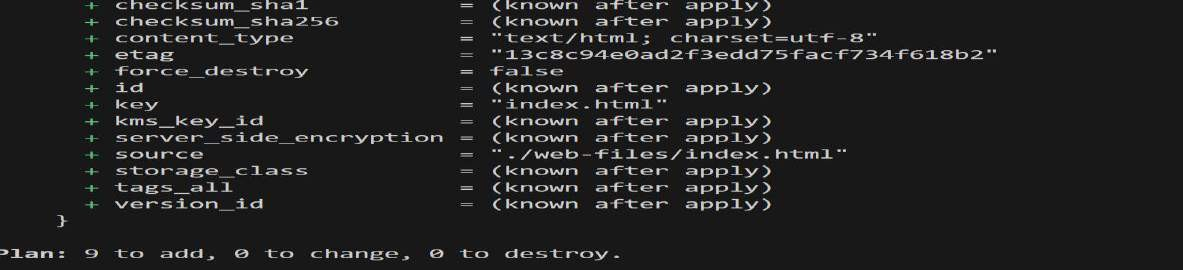 + checksum_sha1 = (known after apply)
+ checksum_sha256 = (known after apply)
+ content_type = "text/html; charset=utf-8"
+ etag = "13c8c94e0ad2f3edd75facf734f618b2"
+ force_destroy = false
+ id = (known after apply)
+ key = "index.html"
+ kms_key_id = (known after apply)
+ server_side_encryption = (known after apply)
+ source = "./web-files/index.html"
+ storage_class = (known after apply)
+ tags_all = (known after apply)
+ version_id = (known after apply)
}
Plan: 9 to add, 0 to change, 0 to destroy.